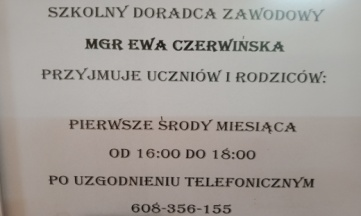 SZKOLNY DORADCA ZAWODOWY
MGR EWA CZERWIŃSKA
PRZYJMUJE UCZNIÓW I RODZICÓW:
PIERWSZE ŚRODY MIESIĄCA
OD 16:00 DO 18:00
PO UZGODNIENIU TELEFONICZNYM
608-356-155